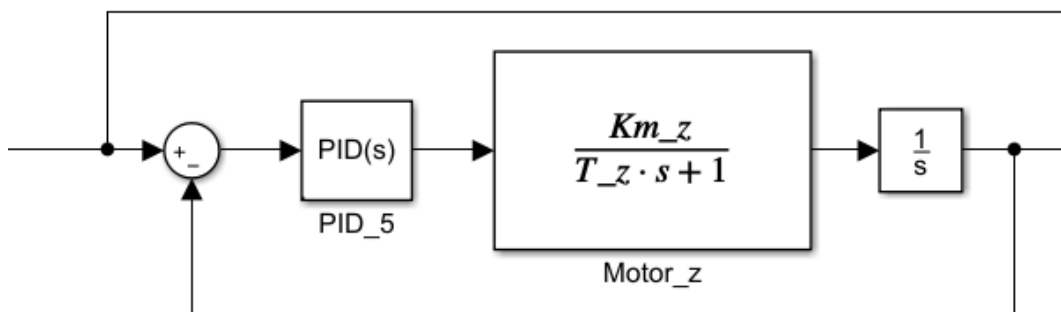 +
−
PID(s)
PID_5
Km_z
T_z · s + 1
Motor_z
1
s